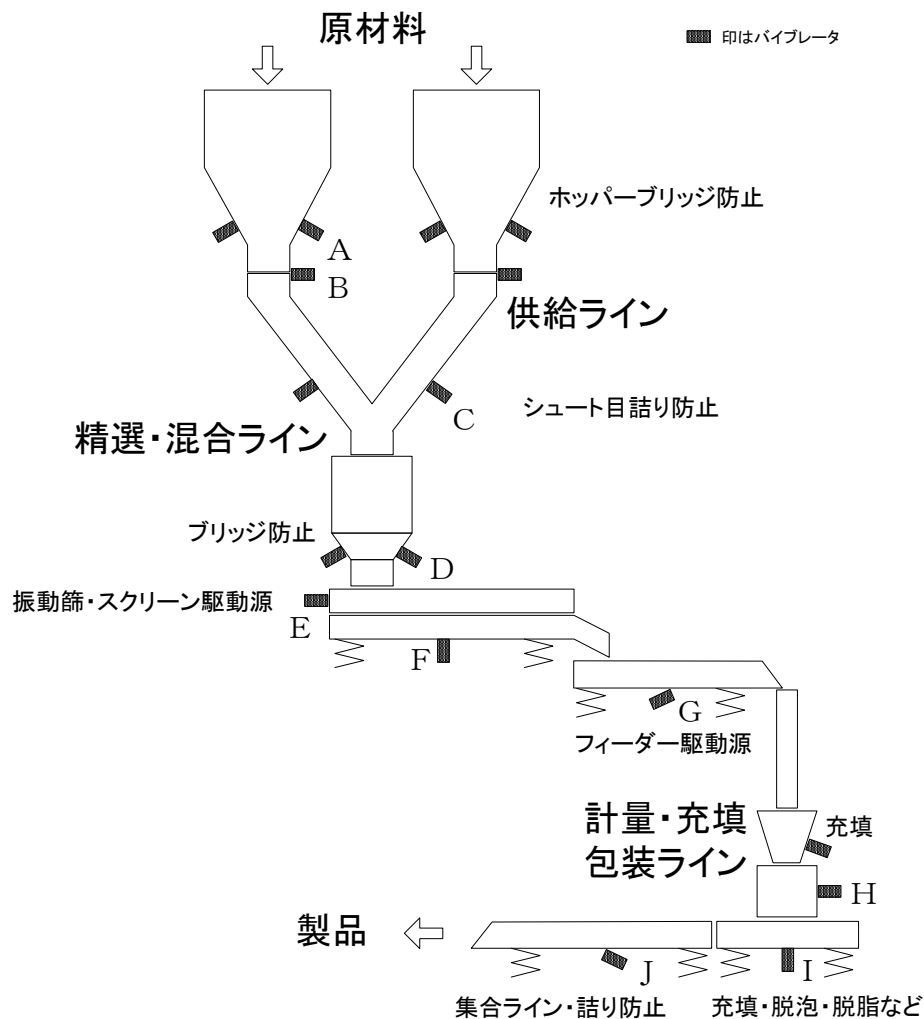 原材料
印はバイブレータ
ホッパーブリッジ防止
A
B
供給ライン
C
シュート目詰り防止
精選・混合ライン
ブリッジ防止
D
振動篩・スクリーン駆動源
E
F
G
フィーダー駆動源
計量・充填
包装ライン
充填
H
製品
I
J
集合ライン・詰り防止
充填・脱泡・脱脂など